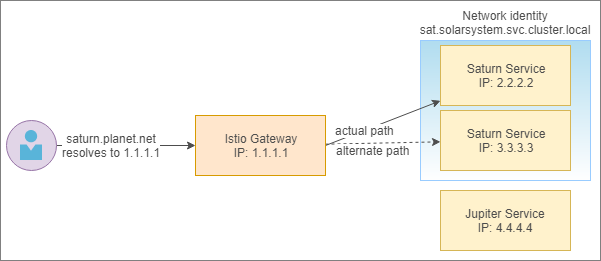 Network identity
sat.solarsystem.svc.cluster.local
Saturn Service
IP: 2.2.2.2
saturn.planet.net
resolves to 1.1.1.1
Istio Gateway
IP: 1.1.1.1
actual path
alternate path
Saturn Service
IP: 3.3.3.3
Jupiter Service
IP: 4.4.4.4